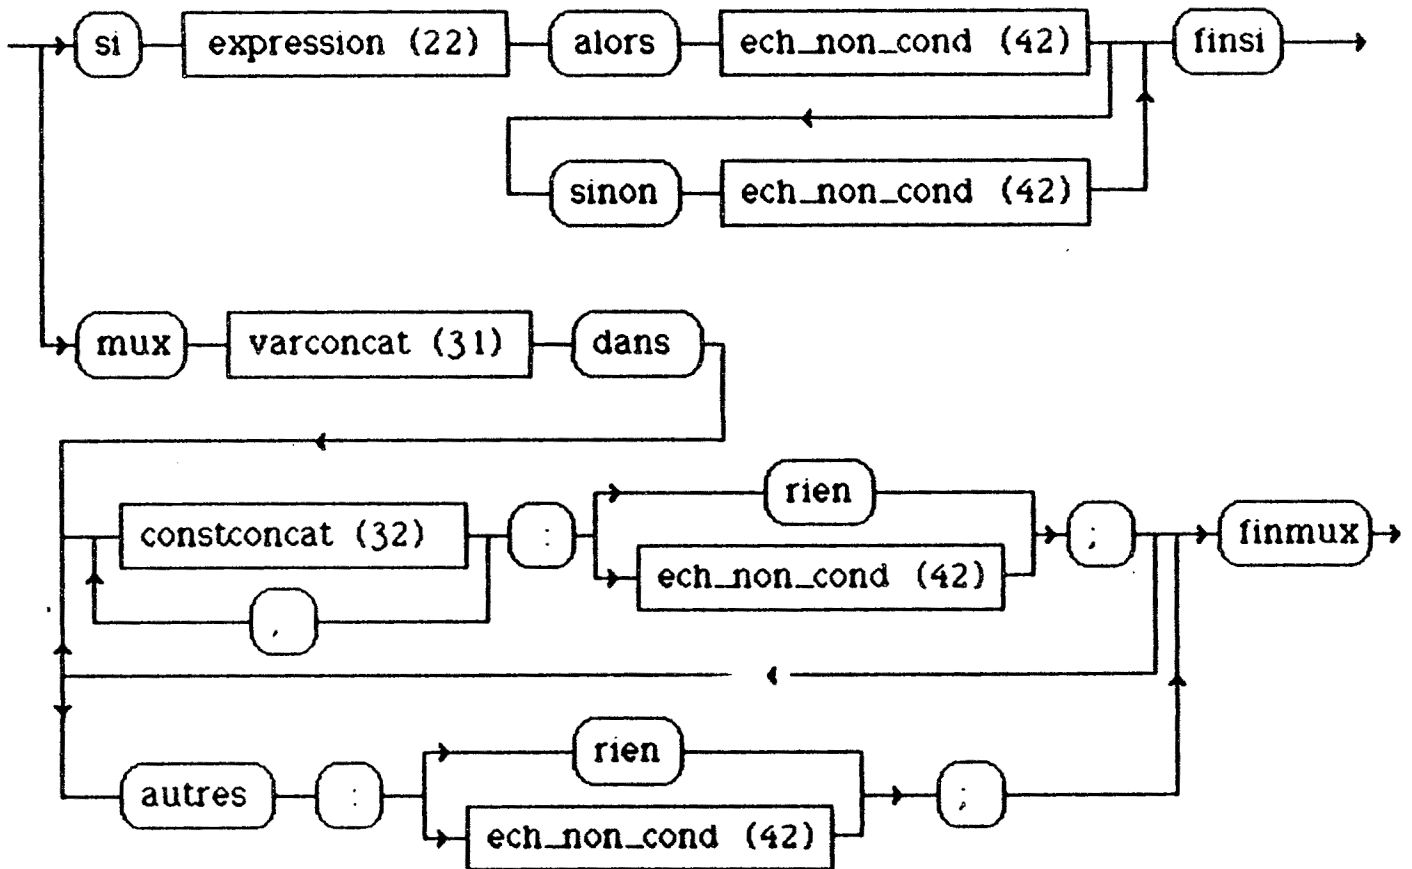 si expression (22) alors ech_non_cond (42) finsi
sinon ech_non_cond (42)
mux varconcat (31) dans
rien
constconcat (32) : ; finmux
ech_non_cond (42)
,
rien
autres : ;
ech_non_cond (42)